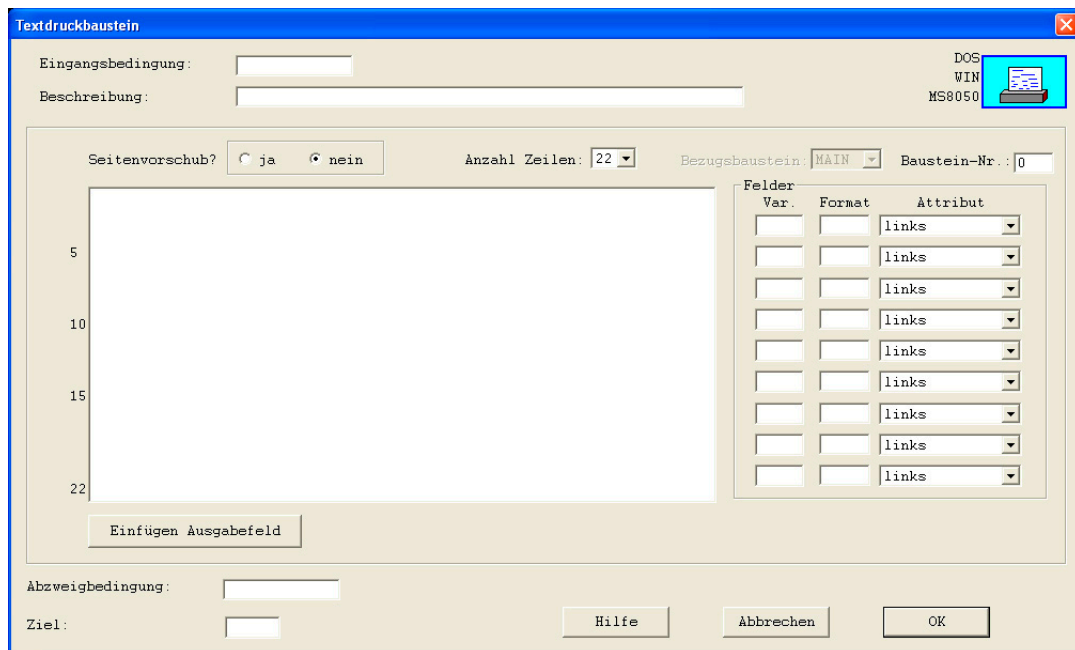 Textdruckbaustein
Eingangsbedingung:
DOS
WIN
MS8050
Beschreibung:
Seitenvorschub? ja nein Anzahl Zeilen: 22 Bezugsbaustein: MAIN Baustein-Nr.: 0
Felder
Var. Format Attribut
links
5 links
links
10 links
links
links
15 links
links
22 links
Einfügen Ausgabefeld
Abzweigbedingung:
Ziel: Hilfe Abbrechen OK